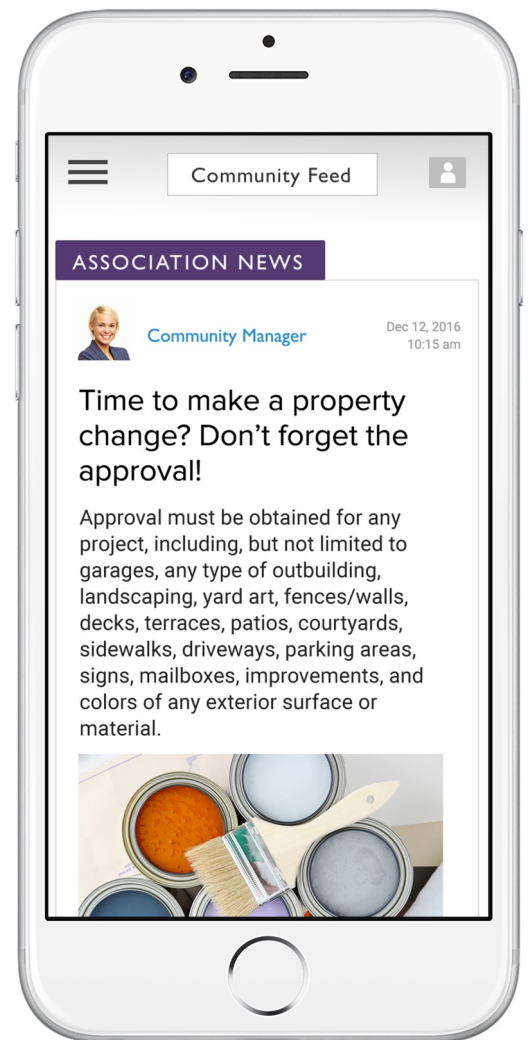 Community Feed
ASSOCIATION NEWS
Community Manager
Dec 12, 2016
10:15 am
Time to make a property
change? Don't forget the
approval!
Approval must be obtained for any
project, including, but not limited to
garages, any type of outbuilding,
landscaping, yard art, fences/walls,
decks, terraces, patios, courtyards,
sidewalks, driveways, parking areas,
signs, mailboxes, improvements, and
colors of any exterior surface or
material.